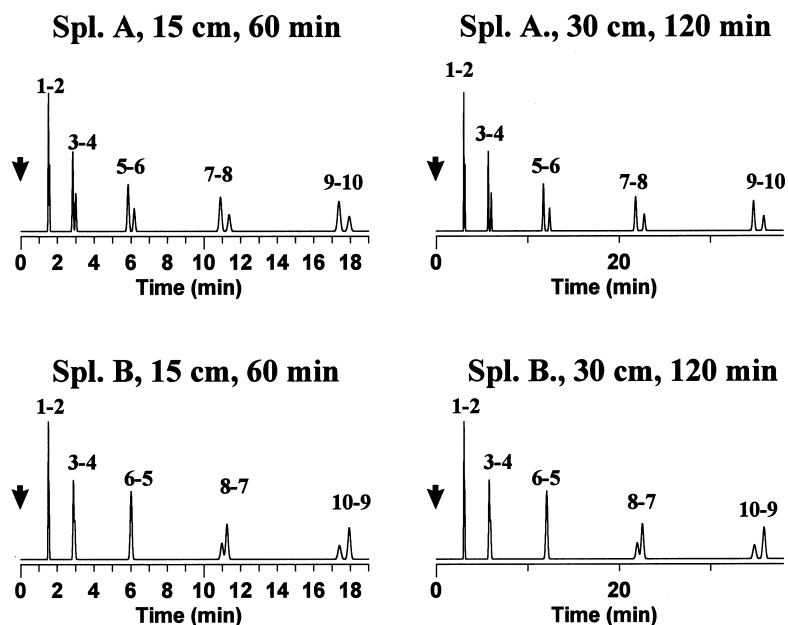 Spl. A, 15 cm, 60 min
1-2
3-4
5-6
7-8
9-10
0 2 4 6 8 10 12 14 16 18
Time (min)
Spl. A., 30 cm, 120 min
1-2
3-4
5-6
7-8
9-10
0 20
Time (min)
Spl. B, 15 cm, 60 min
1-2
3-4
6-5
8-7
10-9
0 2 4 6 8 10 12 14 16 18
Time (min)
Spl. B., 30 cm, 120 min
1-2
3-4
6-5
8-7
10-9
0 20
Time (min)